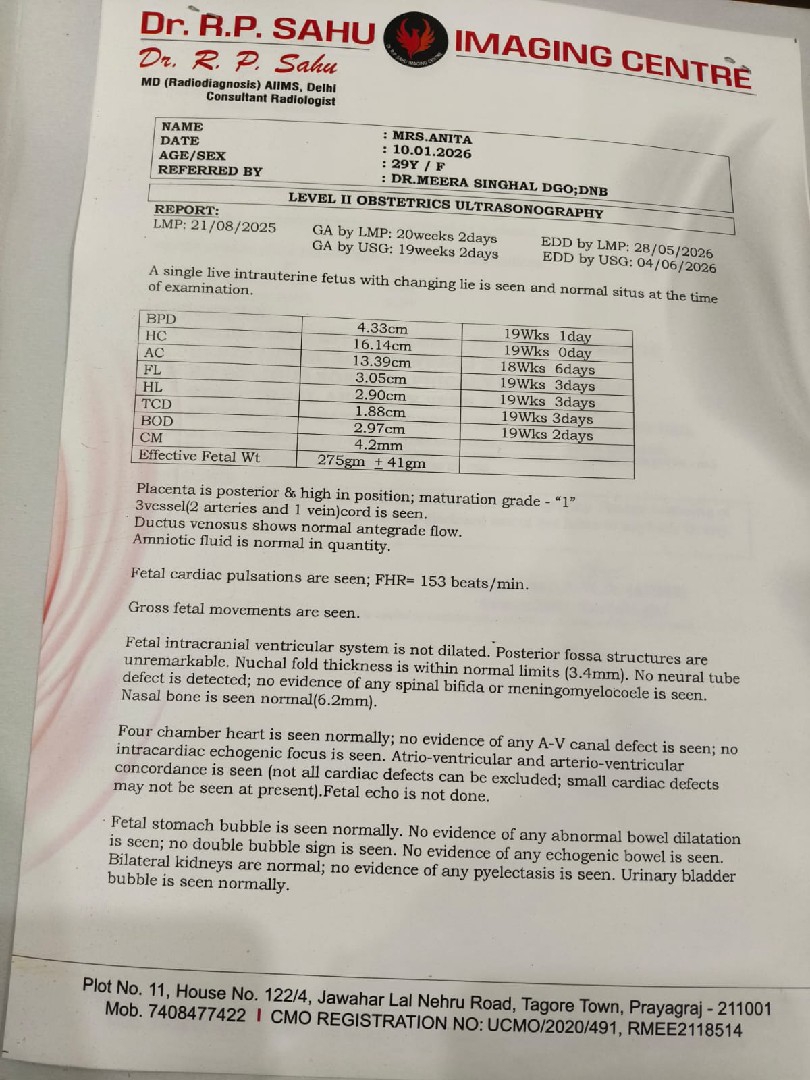 Dr. R.P. SAHU IMAGING CENTRE
Dr. R. P. Sahu
MD (Radiodiagnosis) AIIMS, Delhi
Consultant Radiologist
NAME : MRS.ANITA
DATE : 10.01.2026
AGE/SEX : 29Y / F
REFERRED BY : DR.MEERA SINGHAL DGO;DNB
LEVEL II OBSTETRICS ULTRASONOGRAPHY
REPORT:
LMP: 21/08/2025 GA by LMP: 20weeks 2days EDD by LMP: 28/05/2026
GA by USG: 19weeks 2days EDD by USG: 04/06/2026
A single live intrauterine fetus with changing lie is seen and normal situs at the time
of examination.
BPD 4.33cm 19Wks 1day
HC 16.14cm 19Wks 0day
AC 13.39cm 18Wks 6days
FL 3.05cm 19Wks 3days
HL 2.90cm 19Wks 3days
TCD 1.88cm 19Wks 3days
BOD 2.97cm 19Wks 2days
CM 4.2mm
Effective Fetal Wt 275gm ± 41gm
Placenta is posterior & high in position; maturation grade - "1"
3vessel(2 arteries and 1 vein)cord is seen.
Ductus venosus shows normal antegrade flow.
Amniotic fluid is normal in quantity.
Fetal cardiac pulsations are seen; FHR= 153 beats/min.
Gross fetal movements are seen.
Fetal intracranial ventricular system is not dilated. Posterior fossa structures are
unremarkable. Nuchal fold thickness is within normal limits (3.4mm). No neural tube
defect is detected; no evidence of any spinal bifida or meningomyelocoele is seen.
Nasal bone is seen normal(6.2mm).
Four chamber heart is seen normally; no evidence of any A-V canal defect is seen; no
intracardiac echogenic focus is seen. Atrio-ventricular and arterio-ventricular
concordance is seen (not all cardiac defects can be excluded; small cardiac defects
may not be seen at present).Fetal echo is not done.
Fetal stomach bubble is seen normally. No evidence of any abnormal bowel dilatation
is seen; no double bubble sign is seen. No evidence of any echogenic bowel is seen.
Bilateral kidneys are normal; no evidence of any pyelectasis is seen. Urinary bladder
bubble is seen normally.
Plot No. 11, House No. 122/4, Jawahar Lal Nehru Road, Tagore Town, Prayagraj - 211001
Mob. 7408477422 I CMO REGISTRATION NO: UCMO/2020/491, RMEE2118514